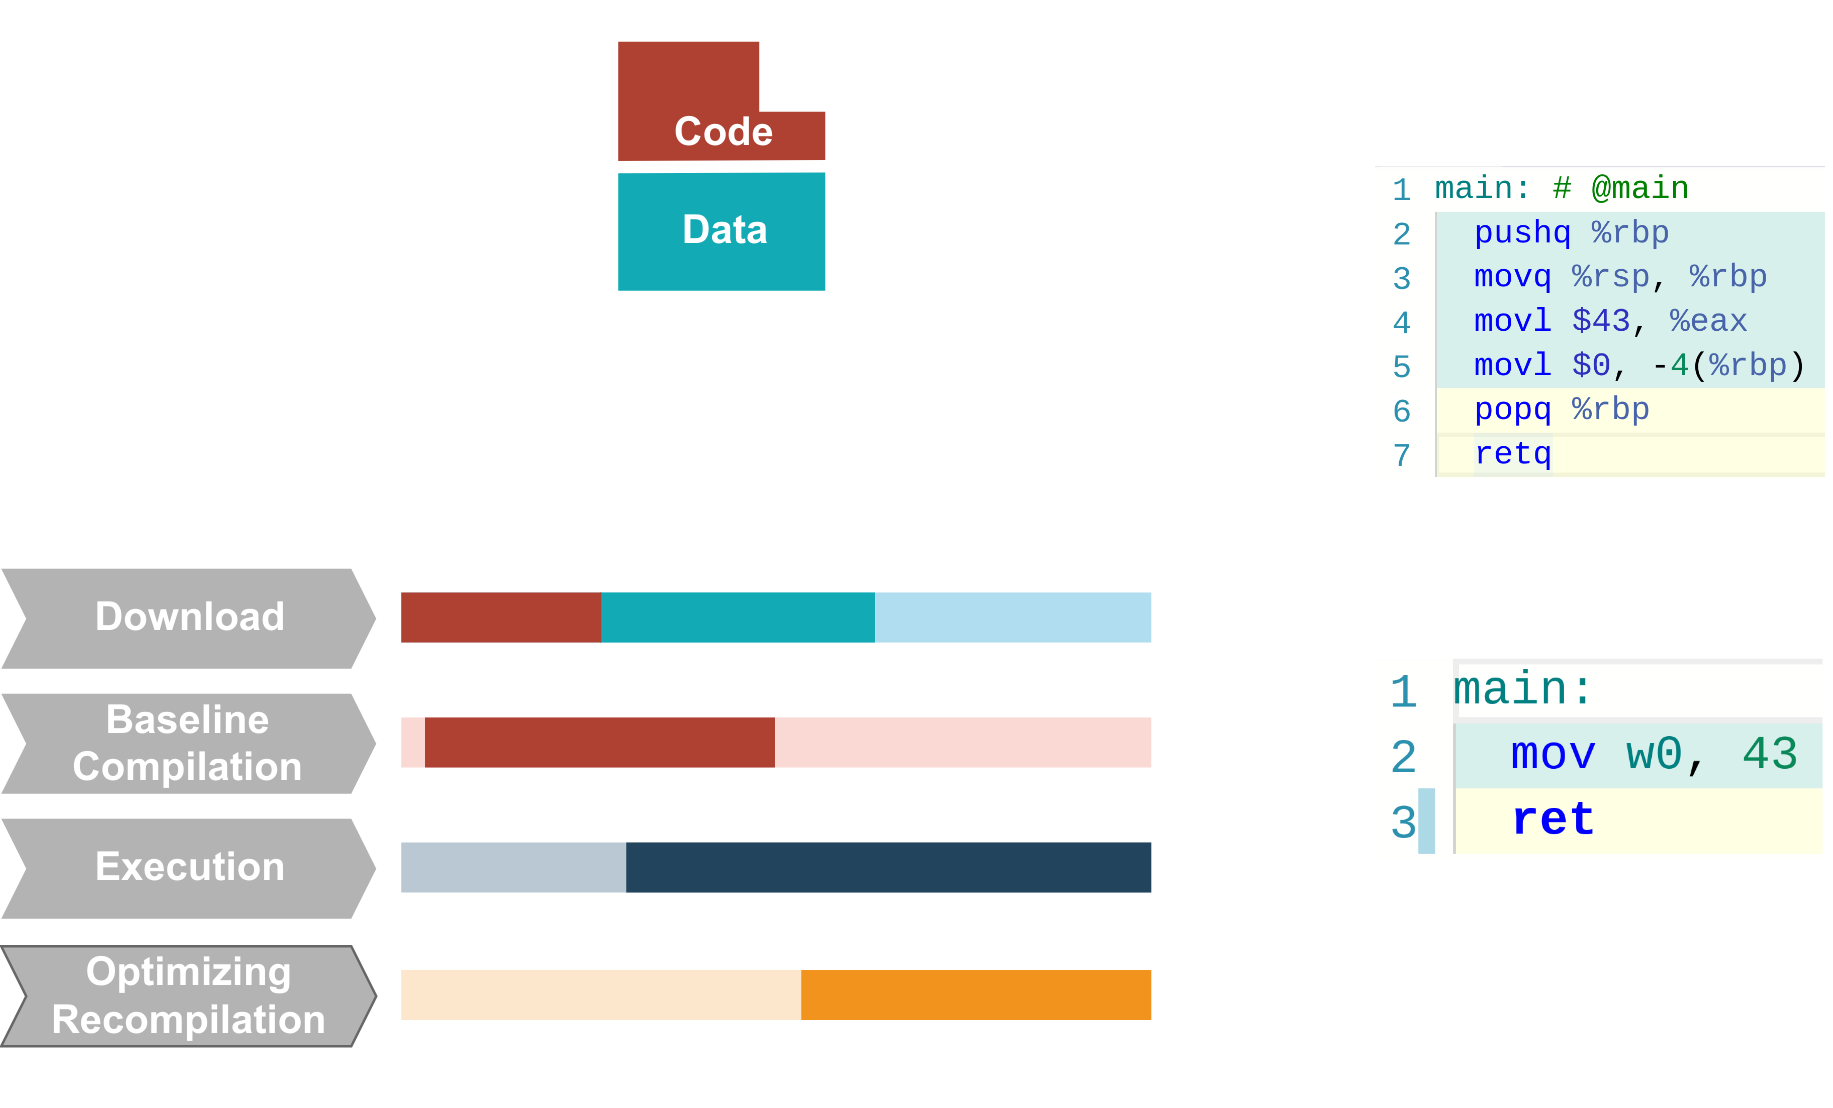 Code
Data
1 main: # @main
2 pushq %rbp
3 movq %rsp, %rbp
4 movl $43, %eax
5 movl $0, -4(%rbp)
6 popq %rbp
7 retq
Download
Baseline
Compilation
Execution
Optimizing
Recompilation
1 main:
2 mov w0, 43
3 ret